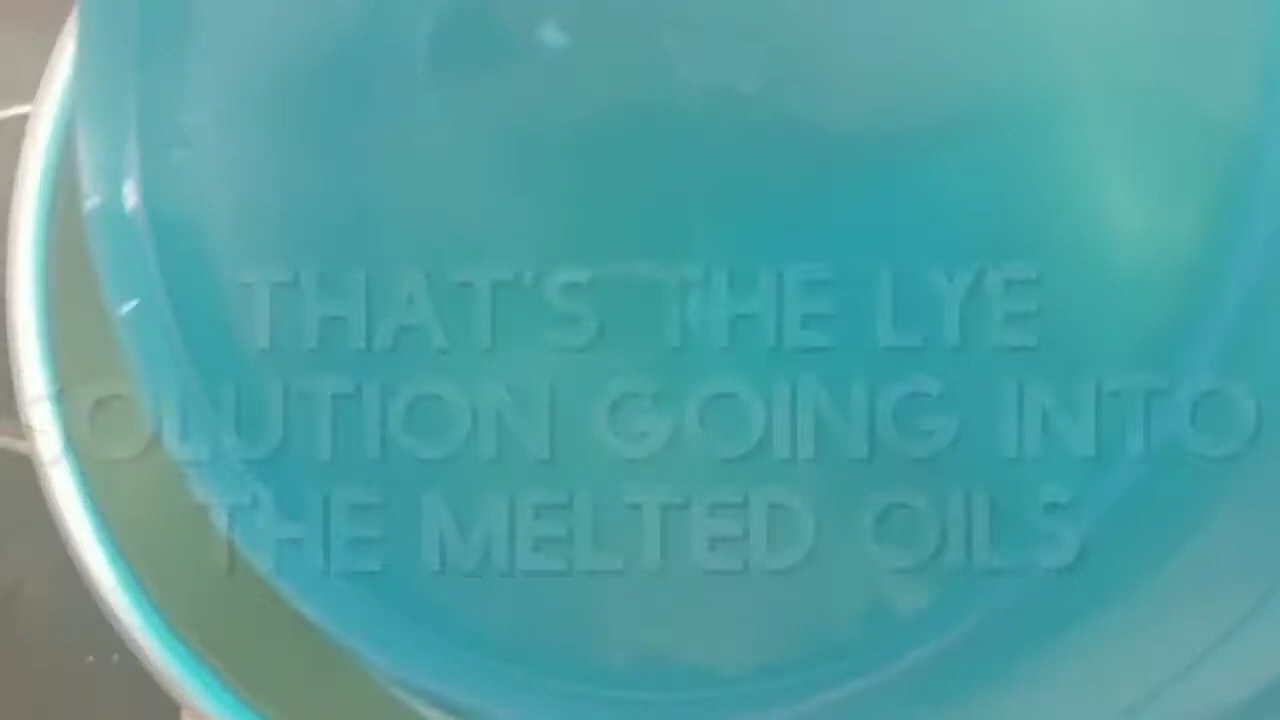 THAT'S THE LYE
SOLUTION GOING INTO
THE MELTED OILS